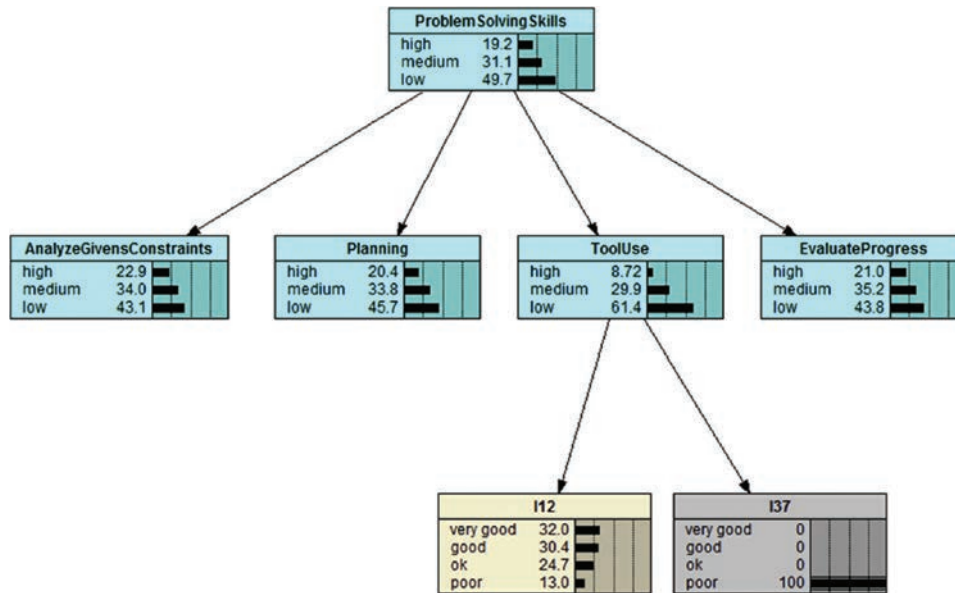 ProblemSolvingSkills
high 19.2
medium 31.1
low 49.7
AnalyzeGivensConstraints
high 22.9
medium 34.0
low 43.1
Planning
high 20.4
medium 33.8
low 45.7
ToolUse
high 8.72
medium 29.9
low 61.4
EvaluateProgress
high 21.0
medium 35.2
low 43.8
I12
very good 32.0
good 30.4
ok 24.7
poor 13.0
I37
very good 0
good 0
ok 0
poor 100